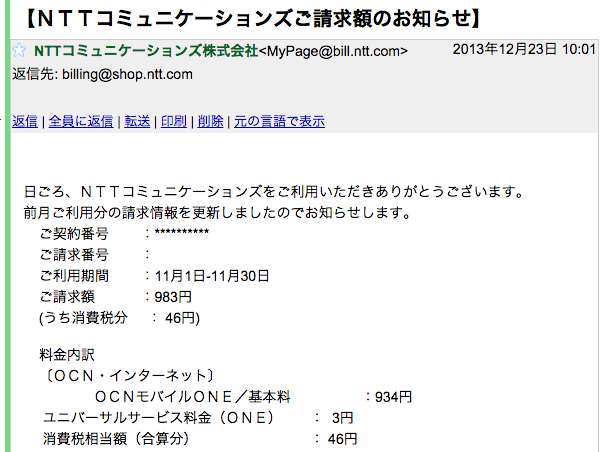 【ＮＴＴコミュニケーションズご請求額のお知らせ】
NTTコミュニケーションズ株式会社<MyPage@bill.ntt.com> 2013年12月23日 10:01
返信先: billing@shop.ntt.com
返信 | 全員に返信 | 転送 | 印刷 | 削除 | 元の言語で表示
日ごろ、ＮＴＴコミュニケーションズをご利用いただきありがとうございます。
前月ご利用分の請求情報を更新しましたのでお知らせします。
ご契約番号 ：**********
ご請求番号 ：
ご利用期間 ：11月1日-11月30日
ご請求額 ：983円
(うち消費税分 ： 46円)
料金内訳
〔ＯＣＮ・インターネット〕
ＯＣＮモバイルＯＮＥ／基本料 ：934円
ユニバーサルサービス料金（ＯＮＥ） ： 3円
消費税相当額（合算分） ： 46円